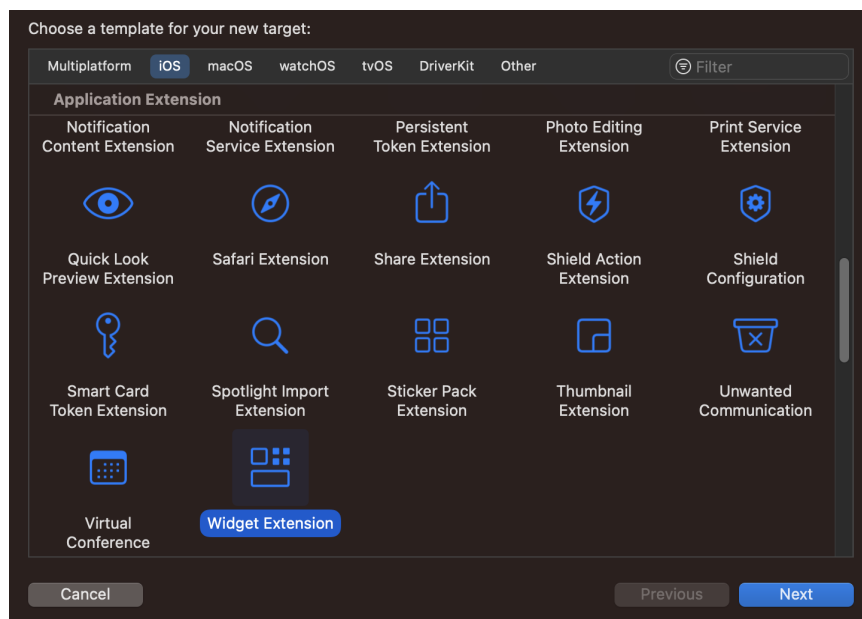 Choose a template for your new target:
Multiplatform iOS macOS watchOS tvOS DriverKit Other Filter
Application Extension
Notification Content Extension
Notification Service Extension
Persistent Token Extension
Photo Editing Extension
Print Service Extension
Quick Look Preview Extension
Safari Extension
Share Extension
Shield Action Extension
Shield Configuration
Smart Card Token Extension
Spotlight Import Extension
Sticker Pack Extension
Thumbnail Extension
Unwanted Communication
Virtual Conference
Widget Extension
Cancel Previous Next